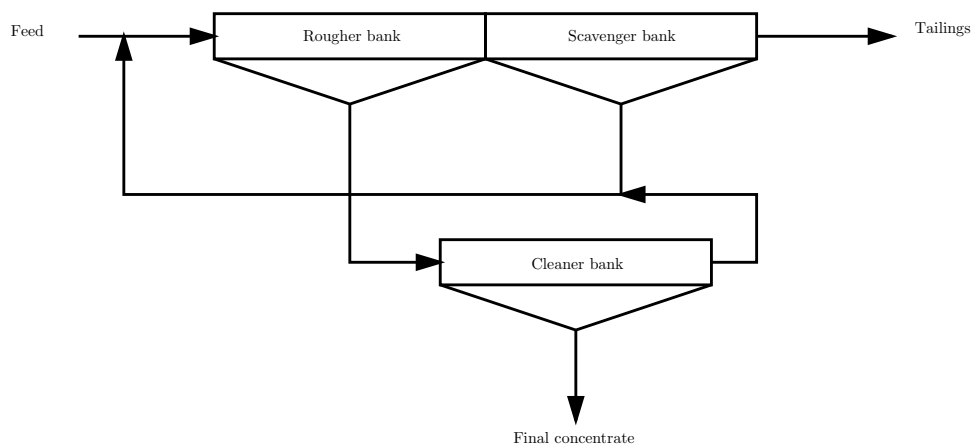 Feed
Rougher bank
Scavenger bank
Tailings
Cleaner bank
Final concentrate